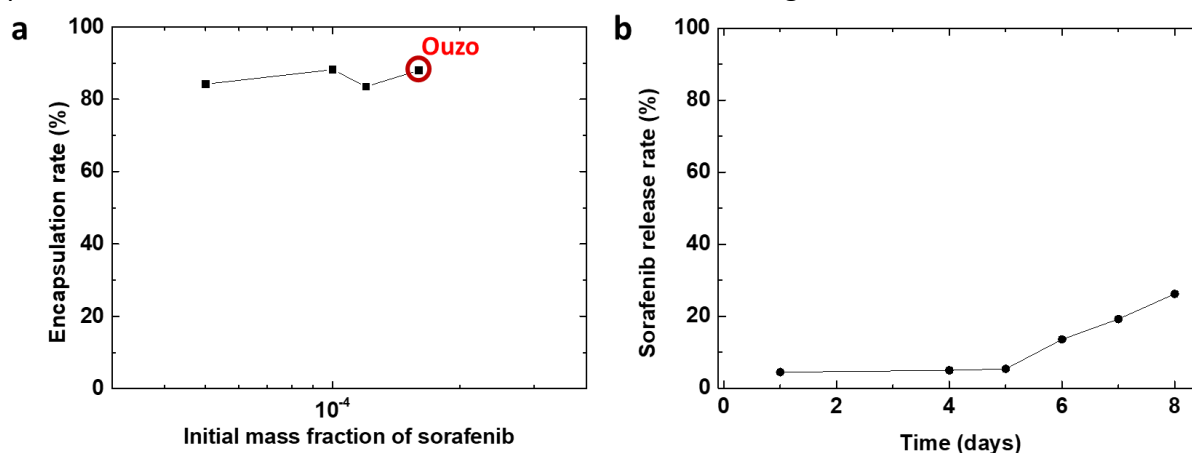 a
Ouzo
100
80
60
40
20
0
Encapsulation rate (%)
10⁻⁴
Initial mass fraction of sorafenib
b
100
80
60
40
20
0
Sorafenib release rate (%)
0 2 4 6 8
Time (days)